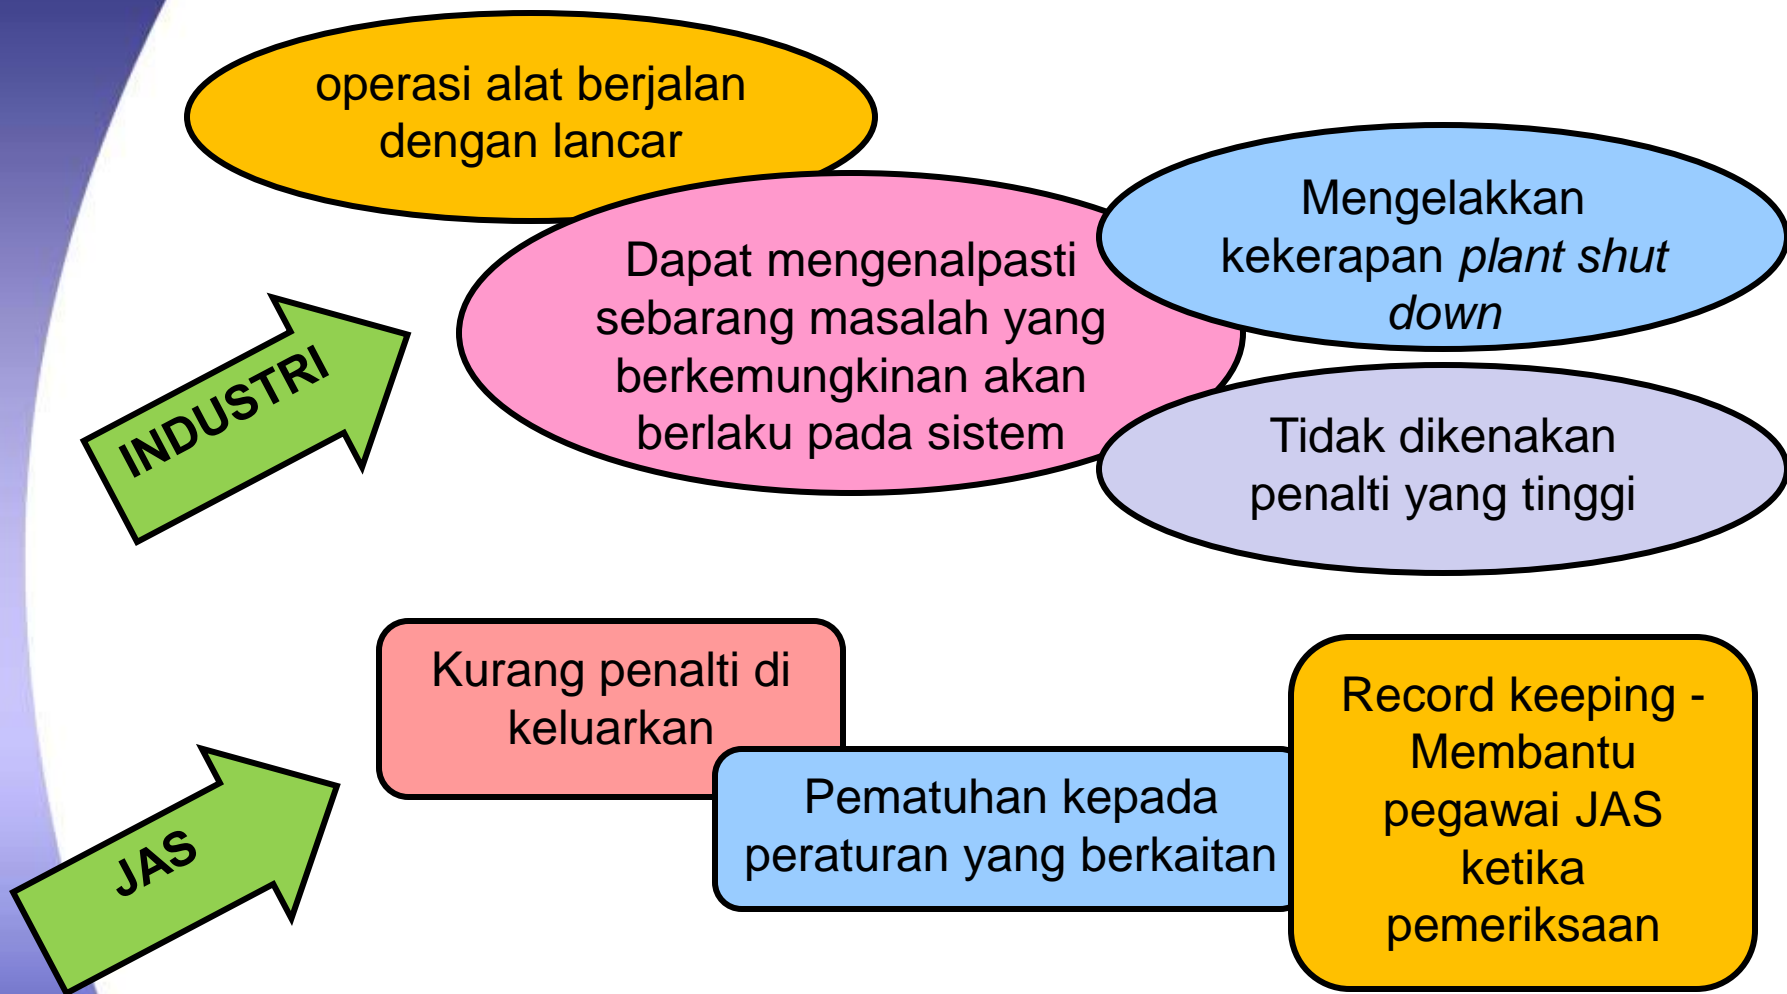 operasi alat berjalan
dengan lancar
Dapat mengenalpasti
sebarang masalah yang
berkemungkinan akan
berlaku pada sistem
Mengelakkan
kekerapan plant shut
down
Tidak dikenakan
penalti yang tinggi
INDUSTRI
Kurang penalti di
keluarkan
Pematuhan kepada
peraturan yang berkaitan
Record keeping -
Membantu
pegawai JAS
ketika
pemeriksaan
JAS